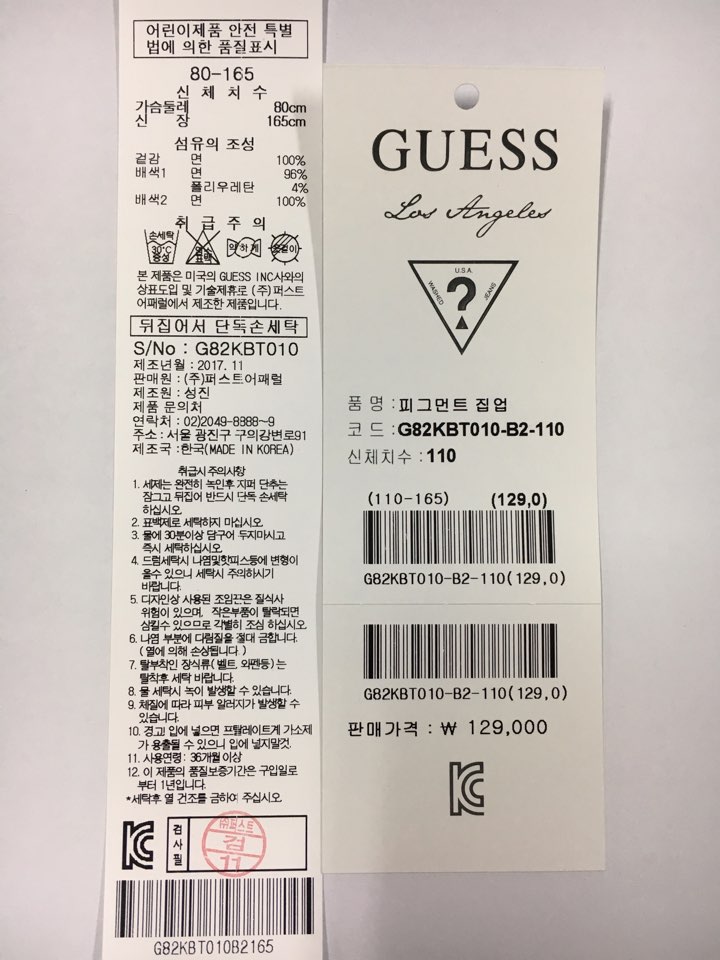 어린이제품 안전 특별
법에 의한 품질표시
80-165
신 체 치 수
가슴둘레 80cm
신 장 165cm
섬유의 조성
겉감 면 100%
배색1 면 96%
폴리우레탄 4%
배색2 면 100%
취 급 주 의
손세탁
30°C
중성
염소
표백
약하게
옷걸이
본 제품은 미국의 GUESS INC사와의
상표도입 및 기술제휴로 (주)퍼스트
어패럴에서 제조한 제품입니다.
뒤집어서 단독손세탁
S/No : G82KBT010
제조년월 : 2017. 11
판매원 : (주)퍼스트어패럴
제조원 : 성진
제품 문의처
연락처 : 02)2049-8888~9
주소 : 서울 광진구 구의강변로91
제조국 :한국(MADE IN KOREA)
취급시 주의사항
1. 세제는 완전히 녹인후 지퍼 단추는
잠그고 뒤집어 반드시 단독 손세탁
하십시오.
2. 표백제로 세탁하지 마십시오.
3. 물에 30분이상 담구어 두지마시고
즉시 세탁하십시오.
4. 드럼세탁시 나염및핫피스등에 변형이
올수 있으니 세탁시 주의하시기
바랍니다.
5. 디자인상 사용된 조임끈은 질식사
위험이 있으며, 작은부품이 탈락되면
삼킬수 있으므로 각별히 조심 하십시오.
6. 나염 부분에 다림질을 절대 금합니다.
( 열에 의해 손상됩니다 )
7. 탈부착인 장식류( 벨트, 와펜등) 는
탈착후 세탁 바랍니다.
8. 물 세탁시 녹이 발생할 수 있습니다.
9. 체질에 따라 피부 알러지가 발생할 수
있습니다.
10. 경고! 입에 넣으면 프탈레이트계 가소제
가 용출될 수 있으니 입에 넣지말것.
11. 사용연령: 36개월 이상
12. 이 제품의 품질보증기간은 구입일로
부터 1년입니다.
*세탁후 열 건조를 금하여 주십시오.
검사필
㈜퍼스트
검
11
G82KBT010B2165
GUESS
Los Angeles
U.S.A.
WASHED
?
JEANS
품 명 : 피그먼트 집업
코 드 : G82KBT010-B2-110
신체치수 : 110
(110-165) (129,0)
G82KBT010-B2-110(129,0)
G82KBT010-B2-110(129,0)
판매가격 : ₩ 129,000